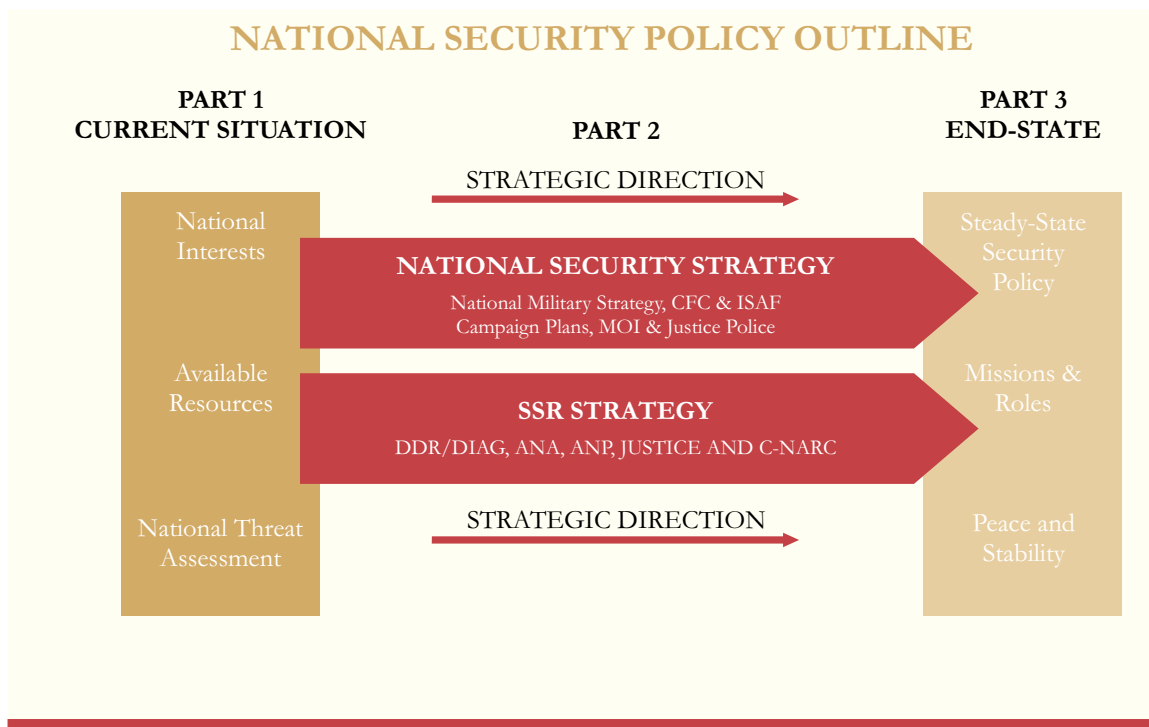 NATIONAL SECURITY POLICY OUTLINE
PART 1
CURRENT SITUATION
PART 2
PART 3
END-STATE
STRATEGIC DIRECTION
National
Interests
Available
Resources
National Threat
Assessment
NATIONAL SECURITY STRATEGY
National Military Strategy, CFC & ISAF
Campaign Plans, MOI & Justice Police
SSR STRATEGY
DDR/DIAG, ANA, ANP, JUSTICE AND C-NARC
STRATEGIC DIRECTION
Steady-State
Security
Policy
Missions &
Roles
Peace and
Stability